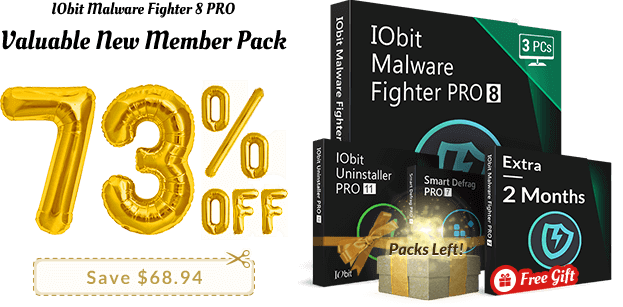 IObit Malware Fighter 8 PRO
Valuable New Member Pack
73% OFF
Save $68.94
IObit
Malware
Fighter PRO 8
3 PCs
IObit Malware Fighter
IObit
Uninstaller
PRO 11
IObit Uninstaller PRO 11
IObit
Smart Defrag
PRO 7
Smart Defrag PRO 7
Packs Left!
Extra
2 Months
IObit Malware Fighter PRO 8
Free Gift